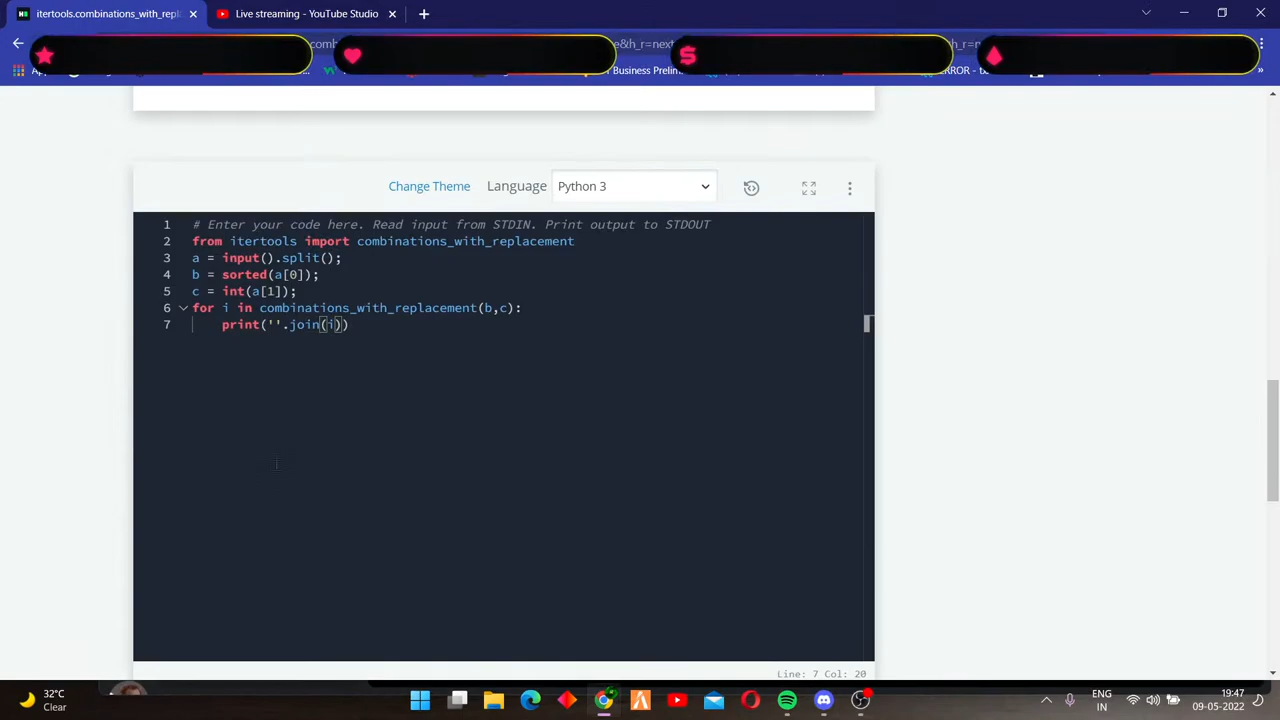 itertools.combinations_with_repl
Live streaming - YouTube Studio
Business Prelim
ERROR - tx
Change Theme
Language
Python 3
1 # Enter your code here. Read input from STDIN. Print output to STDOUT
2 from itertools import combinations_with_replacement
3 a = input().split();
4 b = sorted(a[0]);
5 c = int(a[1]);
6 for i in combinations_with_replacement(b,c):
7 print(''.join(i))
Line: 7 Col: 20
32°C
Clear
ENG
IN
19:47
09-05-2022